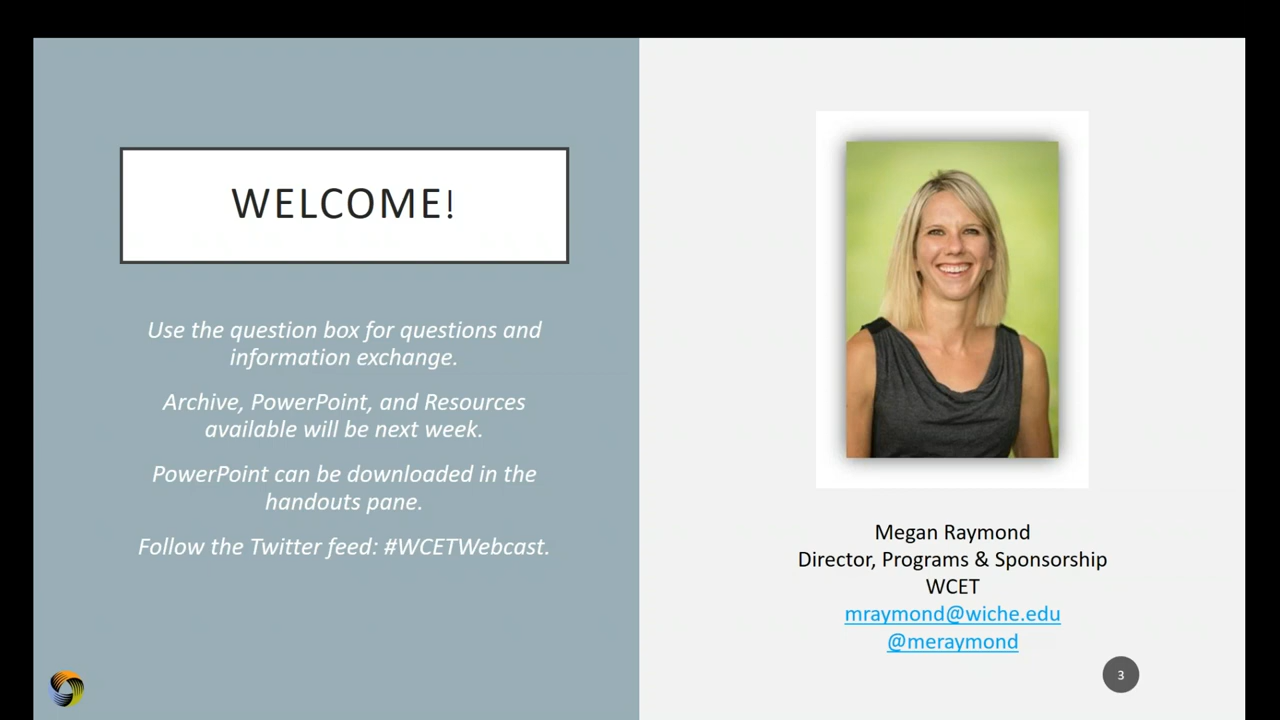 WELCOME!
Use the question box for questions and
information exchange.
Archive, PowerPoint, and Resources
available will be next week.
PowerPoint can be downloaded in the
handouts pane.
Follow the Twitter feed: #WCETWebcast.
Megan Raymond
Director, Programs & Sponsorship
WCET
mraymond@wiche.edu
@meraymond
3